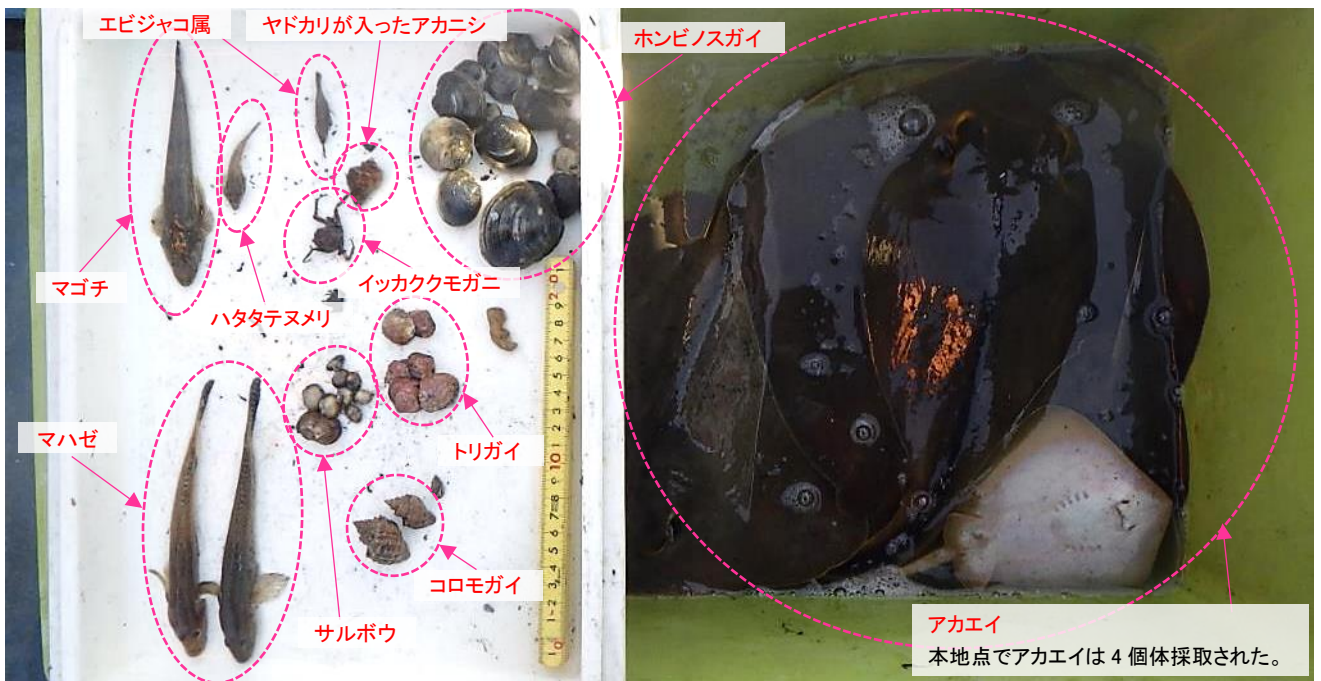 エビジャコ属
ヤドカリが入ったアカニシ
ホンビノスガイ
マゴチ
ハタタテヌメリ
イッカククモガニ
マハゼ
トリガイ
サルボウ
コロモガイ
アカエイ
本地点でアカエイは 4 個体採取された。